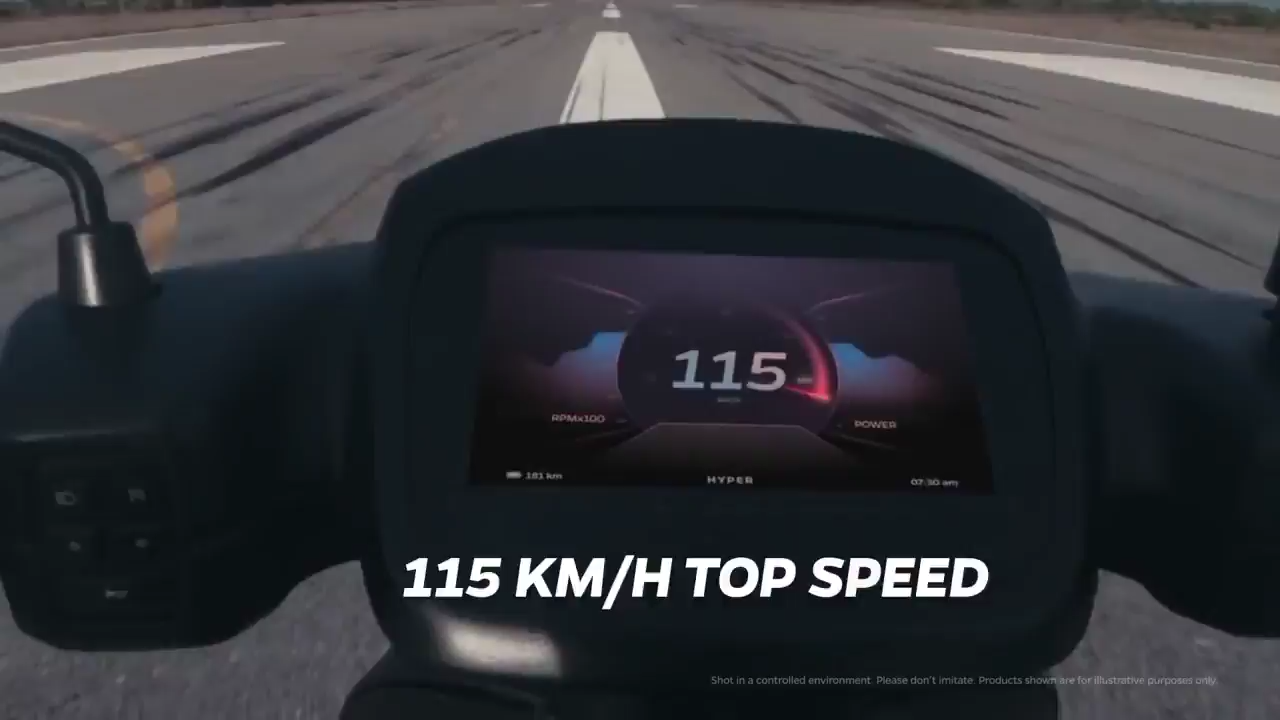 115
RPMx100
POWER
181 km
HYPER
07:30 am
115 KM/H TOP SPEED
Shot in a controlled environment. Please don't imitate. Products shown are for illustrative purposes only.